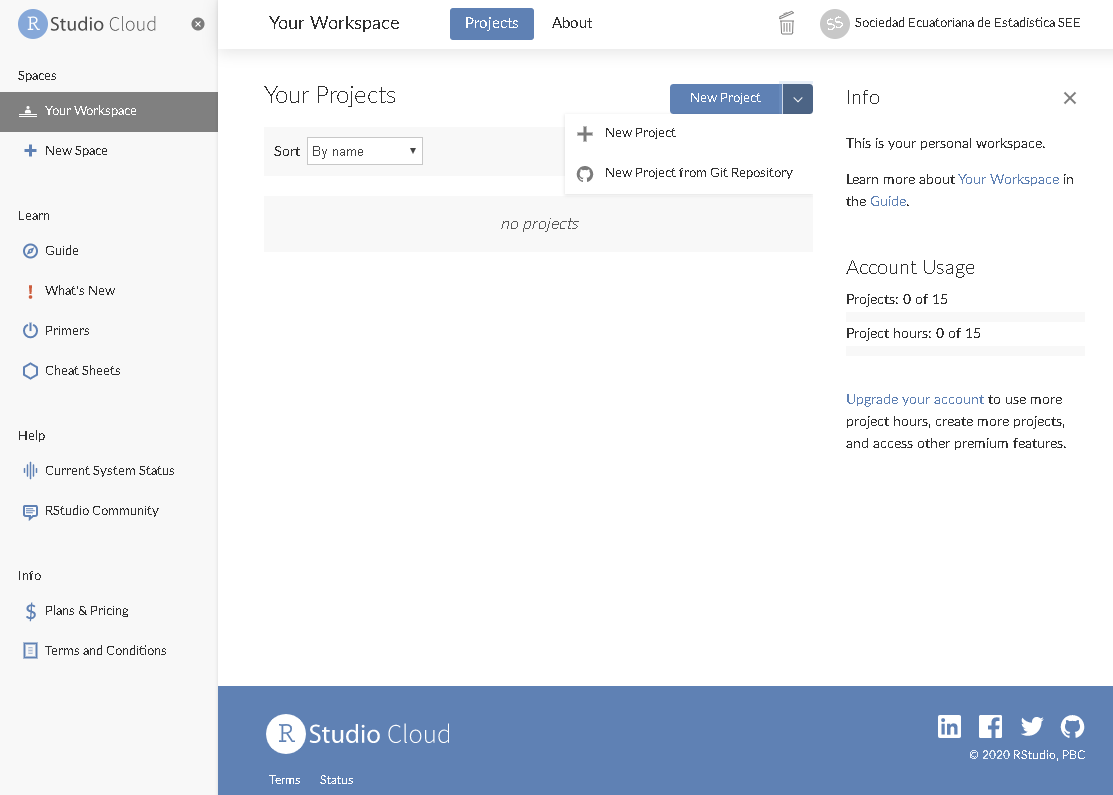 RStudio Cloud
Spaces
Your Workspace
New Space
Learn
Guide
What's New
Primers
Cheat Sheets
Help
Current System Status
RStudio Community
Info
Plans & Pricing
Terms and Conditions
Your Workspace
Projects
About
SS
Sociedad Ecuatoriana de Estadística SEE
Your Projects
New Project
New Project
New Project from Git Repository
Sort
By name
no projects
Info
This is your personal workspace.
Learn more about Your Workspace in
the Guide.
Account Usage
Projects: 0 of 15
Project hours: 0 of 15
Upgrade your account to use more
project hours, create more projects,
and access other premium features.
RStudio Cloud
Terms
Status
© 2020 RStudio, PBC